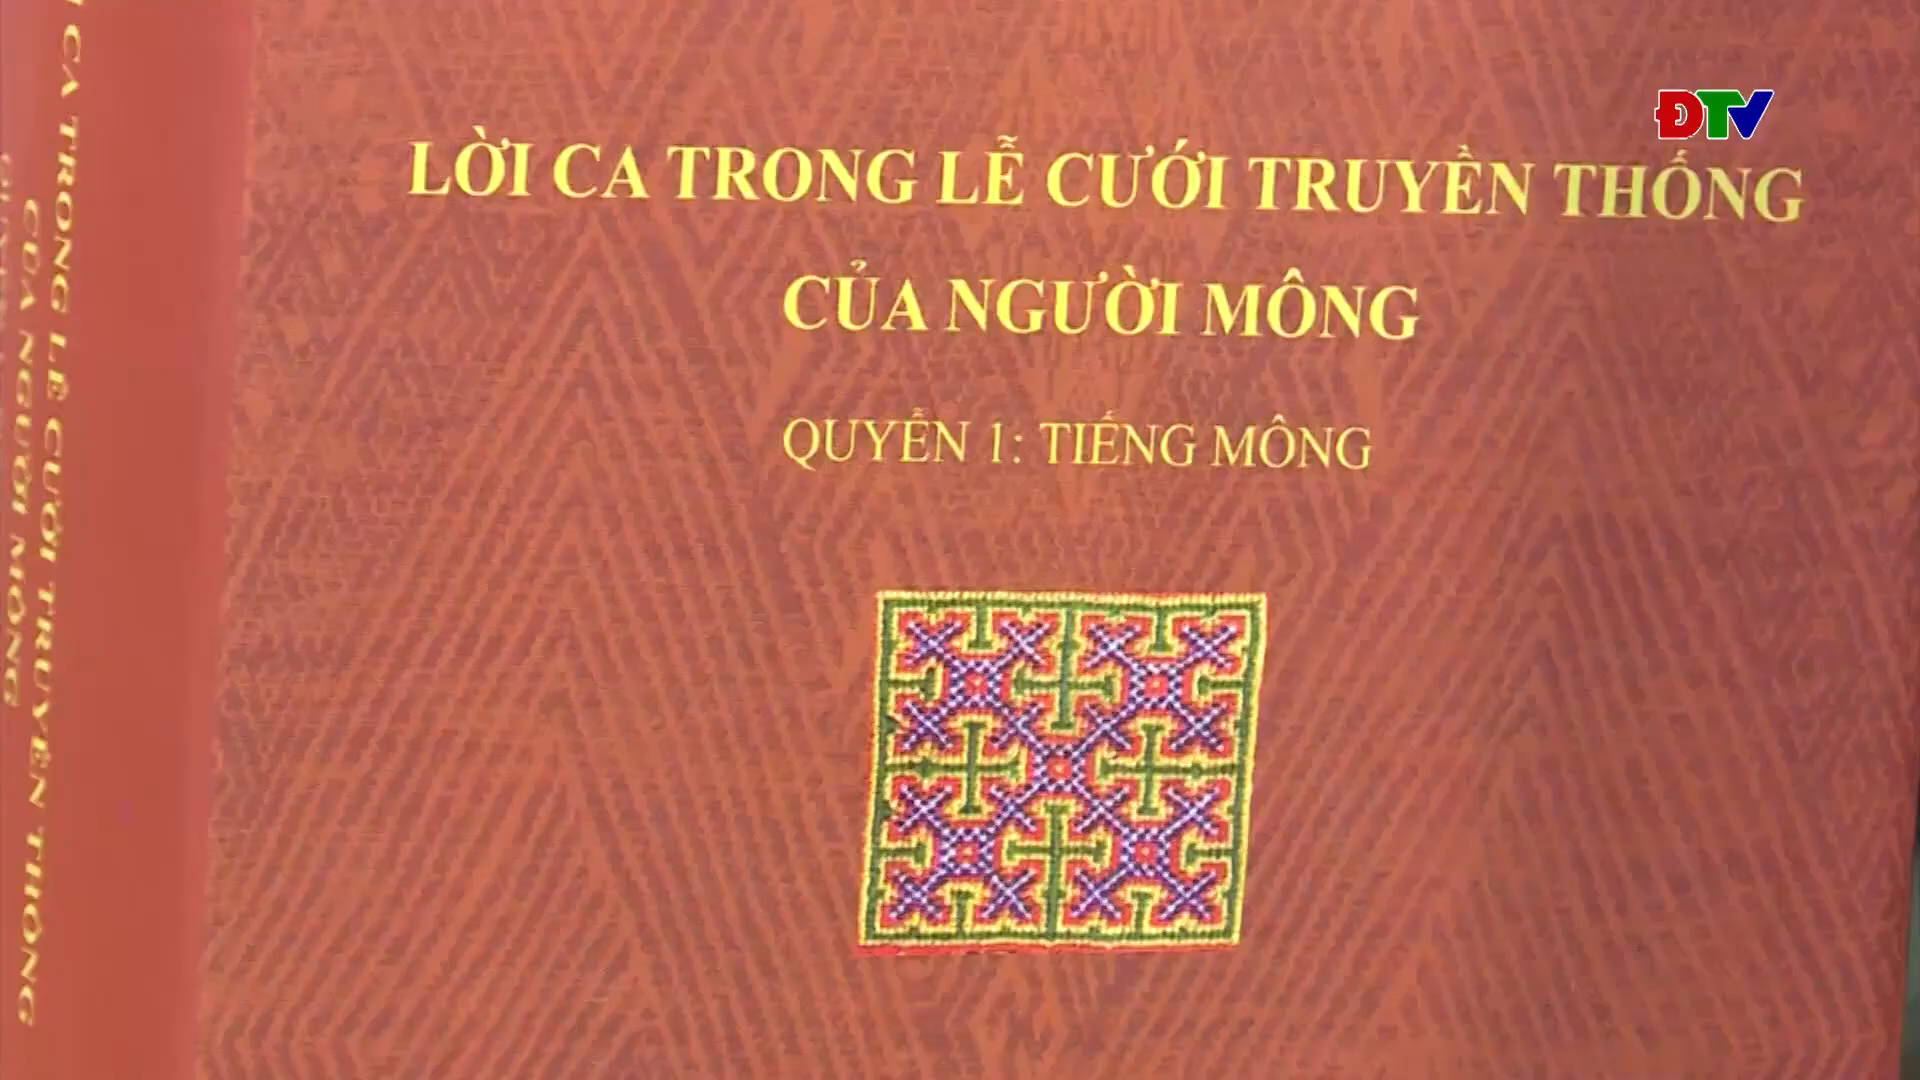 ĐTV
LỜI CA TRONG LỄ CƯỚI TRUYỀN THỐNG
CỦA NGƯỜI MÔNG
QUYỂN 1: TIẾNG MÔNG
CA TRONG LỄ CƯỚI TRUYỀN THỐNG
CỦA NGƯỜI MÔNG